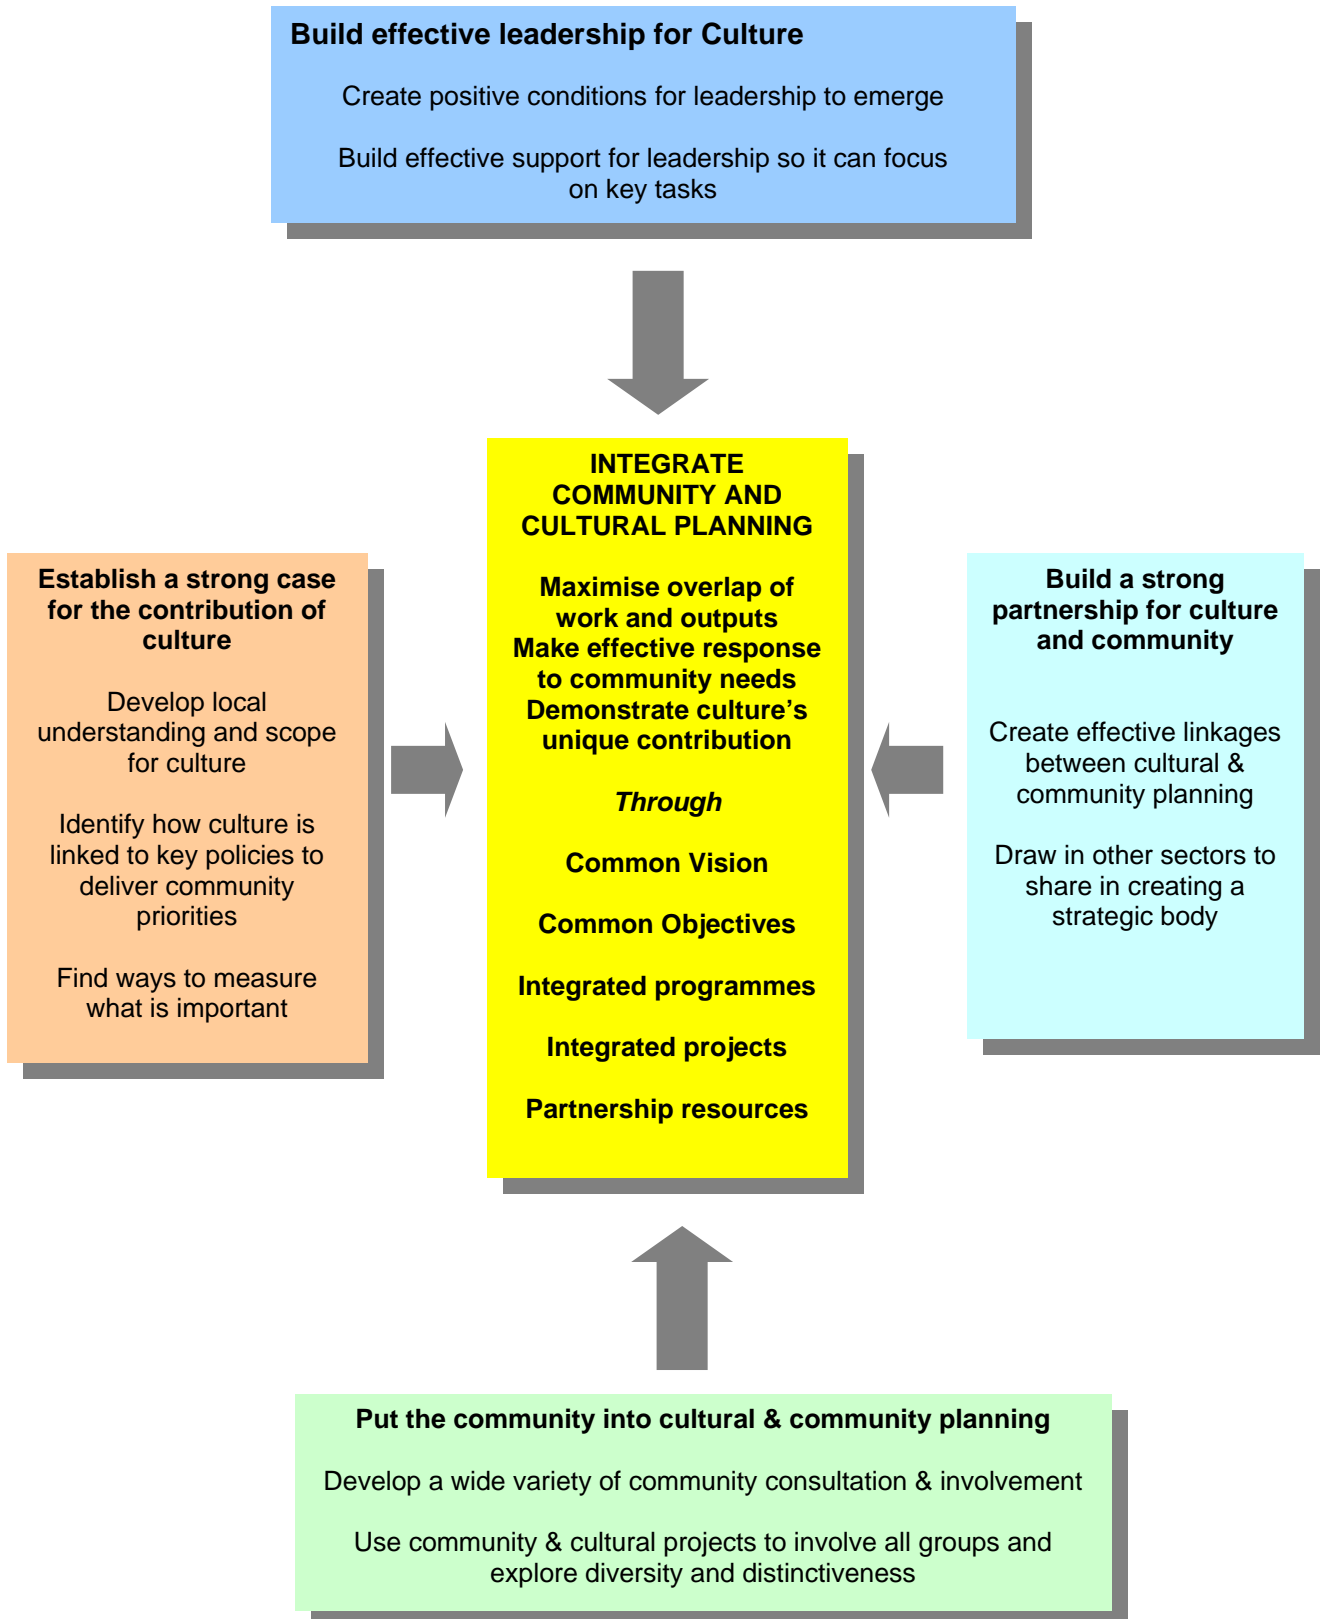 Build effective leadership for Culture
Create positive conditions for leadership to emerge
Build effective support for leadership so it can focus
on key tasks
INTEGRATE
COMMUNITY AND
CULTURAL PLANNING
Maximise overlap of
work and outputs
Make effective response
to community needs
Demonstrate culture’s
unique contribution
Through
Common Vision
Common Objectives
Integrated programmes
Integrated projects
Partnership resources
Establish a strong case
for the contribution of
culture
Develop local
understanding and scope
for culture
Identify how culture is
linked to key policies to
deliver community
priorities
Find ways to measure
what is important
Build a strong
partnership for culture
and community
Create effective linkages
between cultural &
community planning
Draw in other sectors to
share in creating a
strategic body
Put the community into cultural & community planning
Develop a wide variety of community consultation & involvement
Use community & cultural projects to involve all groups and
explore diversity and distinctiveness